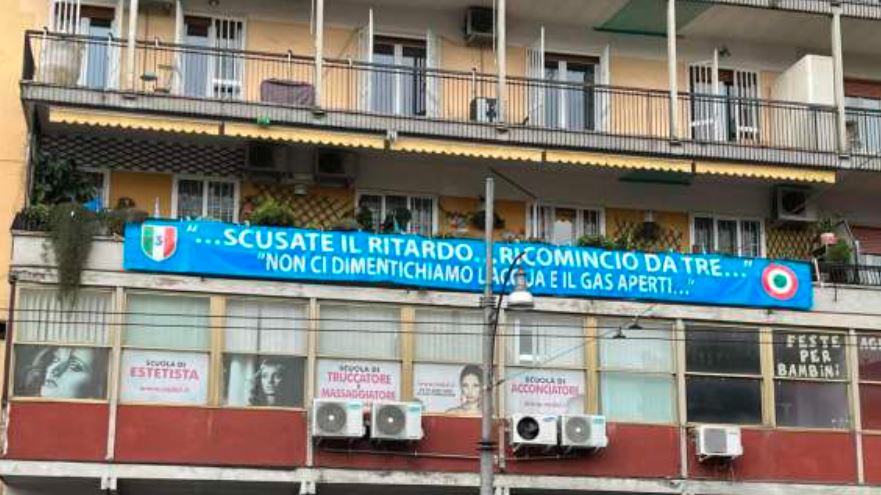 3
"...SCUSATE IL RITARDO...RICOMINCIO DA TRE..."
"NON CI DIMENTICHIAMO L'ACQUA E IL GAS APERTI..."
SCUOLA DI
ESTETISTA
SCUOLA DI
TRUCCATORE
MASSAGGIATORE
SCUOLA DI
ACCONCIATORE
FESTE
PER
BAMBINI